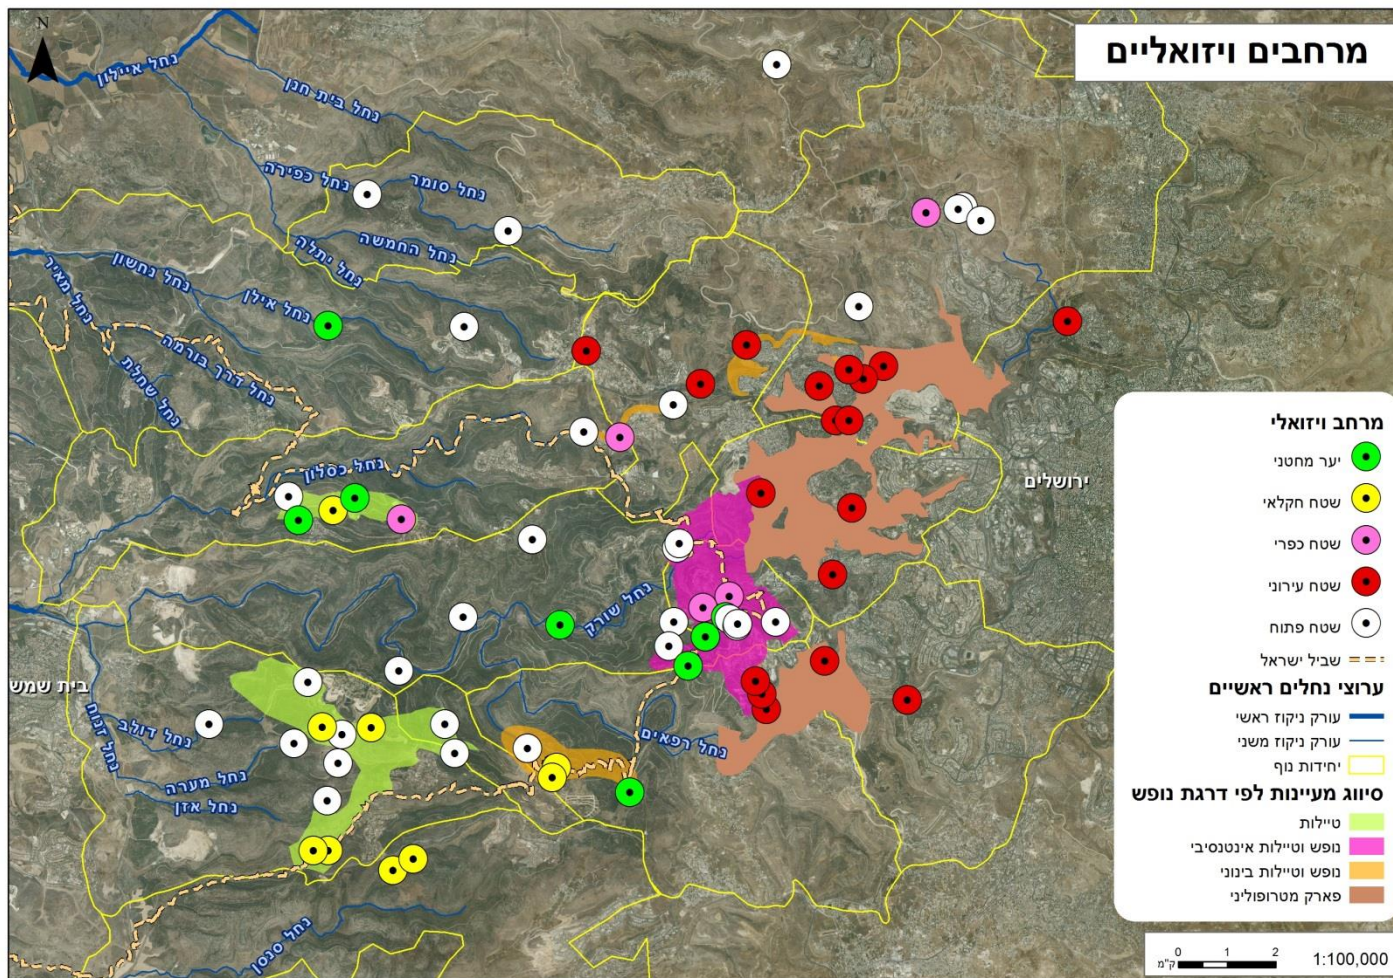 מרחבים ויזואליים
N
נחל איילון
נחל בית חנן
נחל כפירה
נחל סומר
נחל החמשה
נחל יתלה
נחל נחשון
נחל מאיר
נחל אילן
נחל דרך בורמה
נחל שחלת
נחל כסלון
ירושלים
נחל שורק
בית שמש
נחל זנוח
נחל דולב
נחל מערה
נחל אזן
נחל רפאים
נחל סנסן
מרחב ויזואלי
יער מחטני
שטח חקלאי
שטח כפרי
שטח עירוני
שטח פתוח
שביל ישראל
ערוצי נחלים ראשיים
עורק ניקוז ראשי
עורק ניקוז משני
יחידות נוף
סיווג מעיינות לפי דרגת נופש
טיילות
נופש וטיילות אינטנסיבי
נופש וטיילות בינוני
פארק מטרופוליני
0 1 2
ק"מ
1:100,000